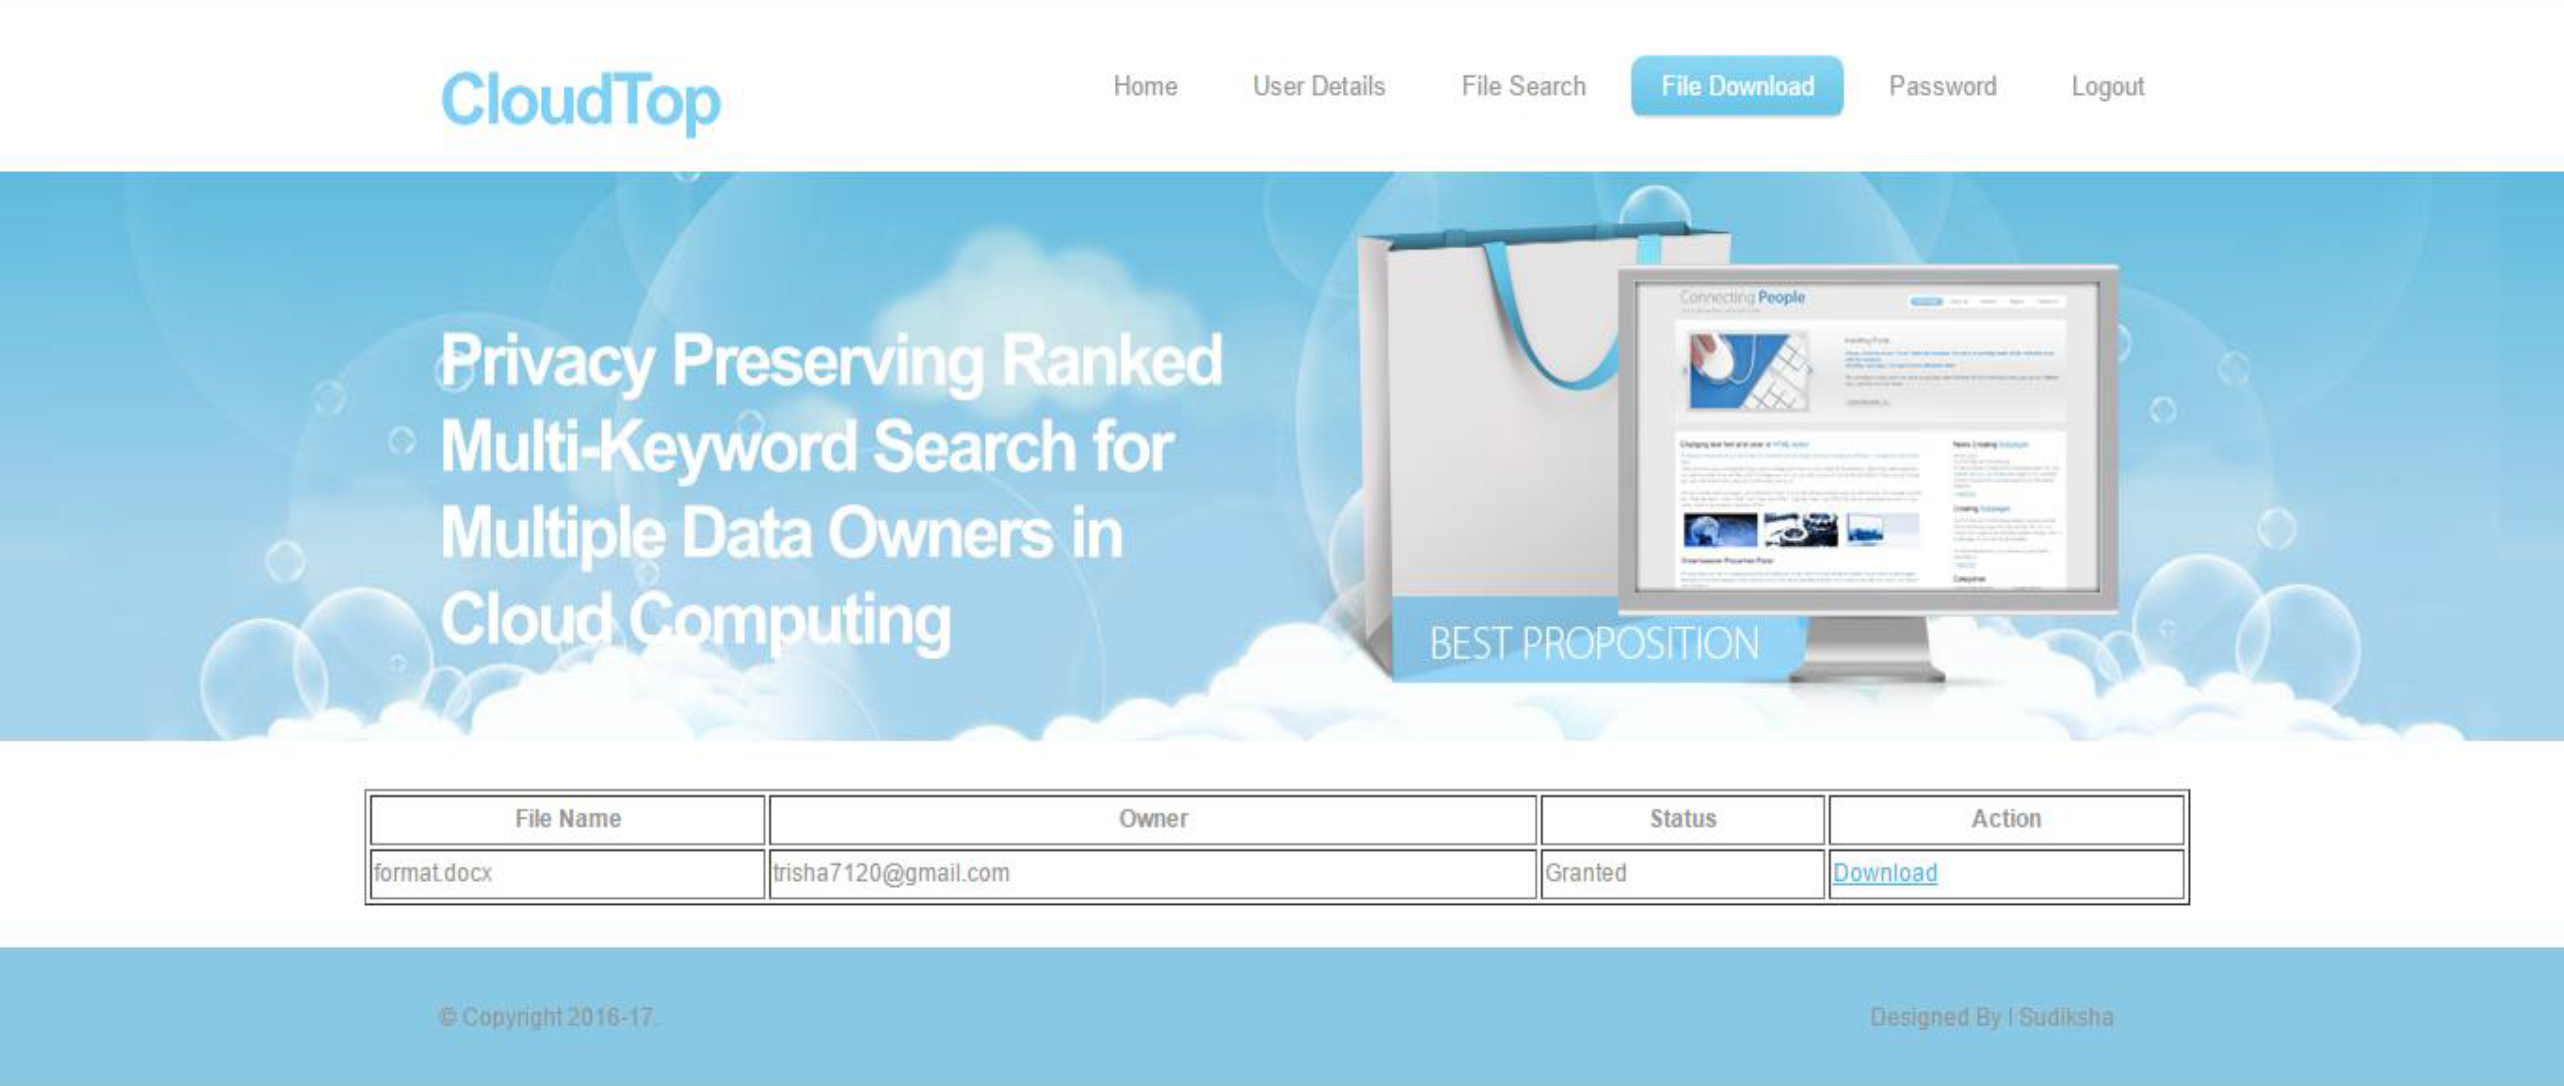 CloudTop
Home User Details File Search File Download Password Logout
Privacy Preserving Ranked
Multi-Keyword Search for
Multiple Data Owners in
Cloud Computing
Connecting People
BEST PROPOSITION
File Name Owner Status Action
format.docx trisha7120@gmail.com Granted Download
© Copyright 2016-17.
Designed By | Sudiksha